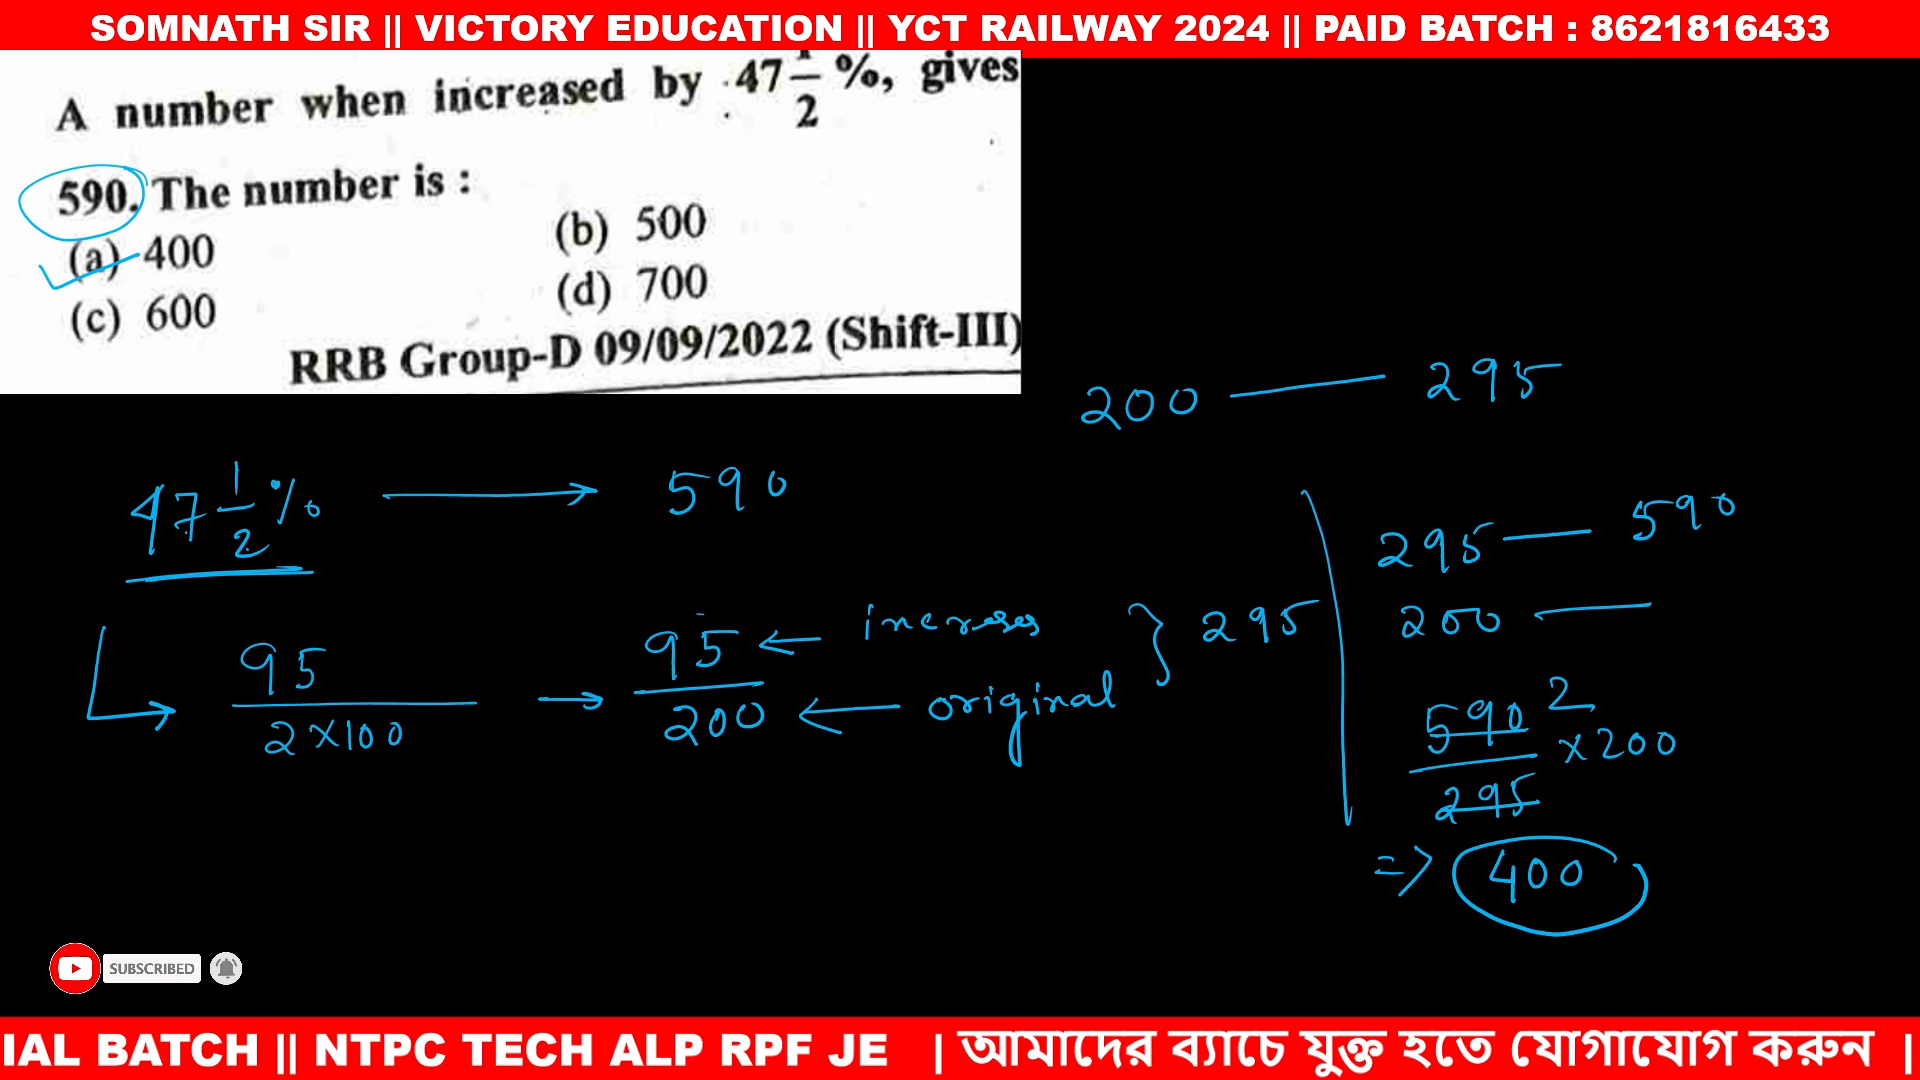 SOMNATH SIR || VICTORY EDUCATION || YCT RAILWAY 2024 || PAID BATCH : 8621816433
A number when increased by 47 1/2 %, gives
590. The number is :
(a) 400 (b) 500
(c) 600 (d) 700
RRB Group-D 09/09/2022 (Shift-III)
200 — 295
47 1/2 % → 590
295 — 590
200 —
95 / 2×100 → 95 / 200
← increses
← original
} 295
590 / 295 ×200
2
=> 400
SUBSCRIBED
IAL BATCH || NTPC TECH ALP RPF JE | আমাদের ব্যাচে যুক্ত হতে যোগাযোগ করুন |